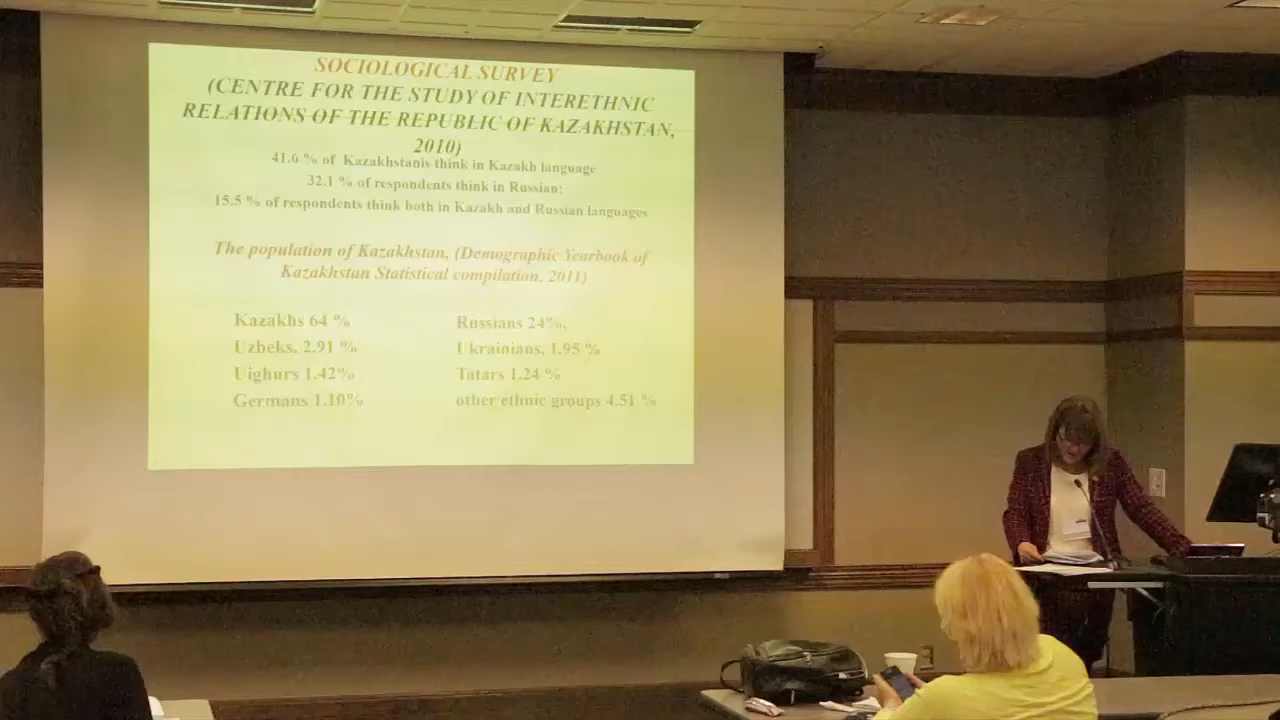 SOCIOLOGICAL SURVEY
(CENTRE FOR THE STUDY OF INTERETHNIC
RELATIONS OF THE REPUBLIC OF KAZAKHSTAN,
2010)
41.6 % of Kazakhstanis think in Kazakh language
32.1 % of respondents think in Russian;
15.5 % of respondents think both in Kazakh and Russian languages
The population of Kazakhstan, (Demographic Yearbook of
Kazakhstan Statistical compilation, 2011)
Kazakhs 64 % Russians 24%,
Uzbeks, 2.91 % Ukrainians, 1.95 %
Uighurs 1.42% Tatars 1.24 %
Germans 1.10% other ethnic groups 4.51 %